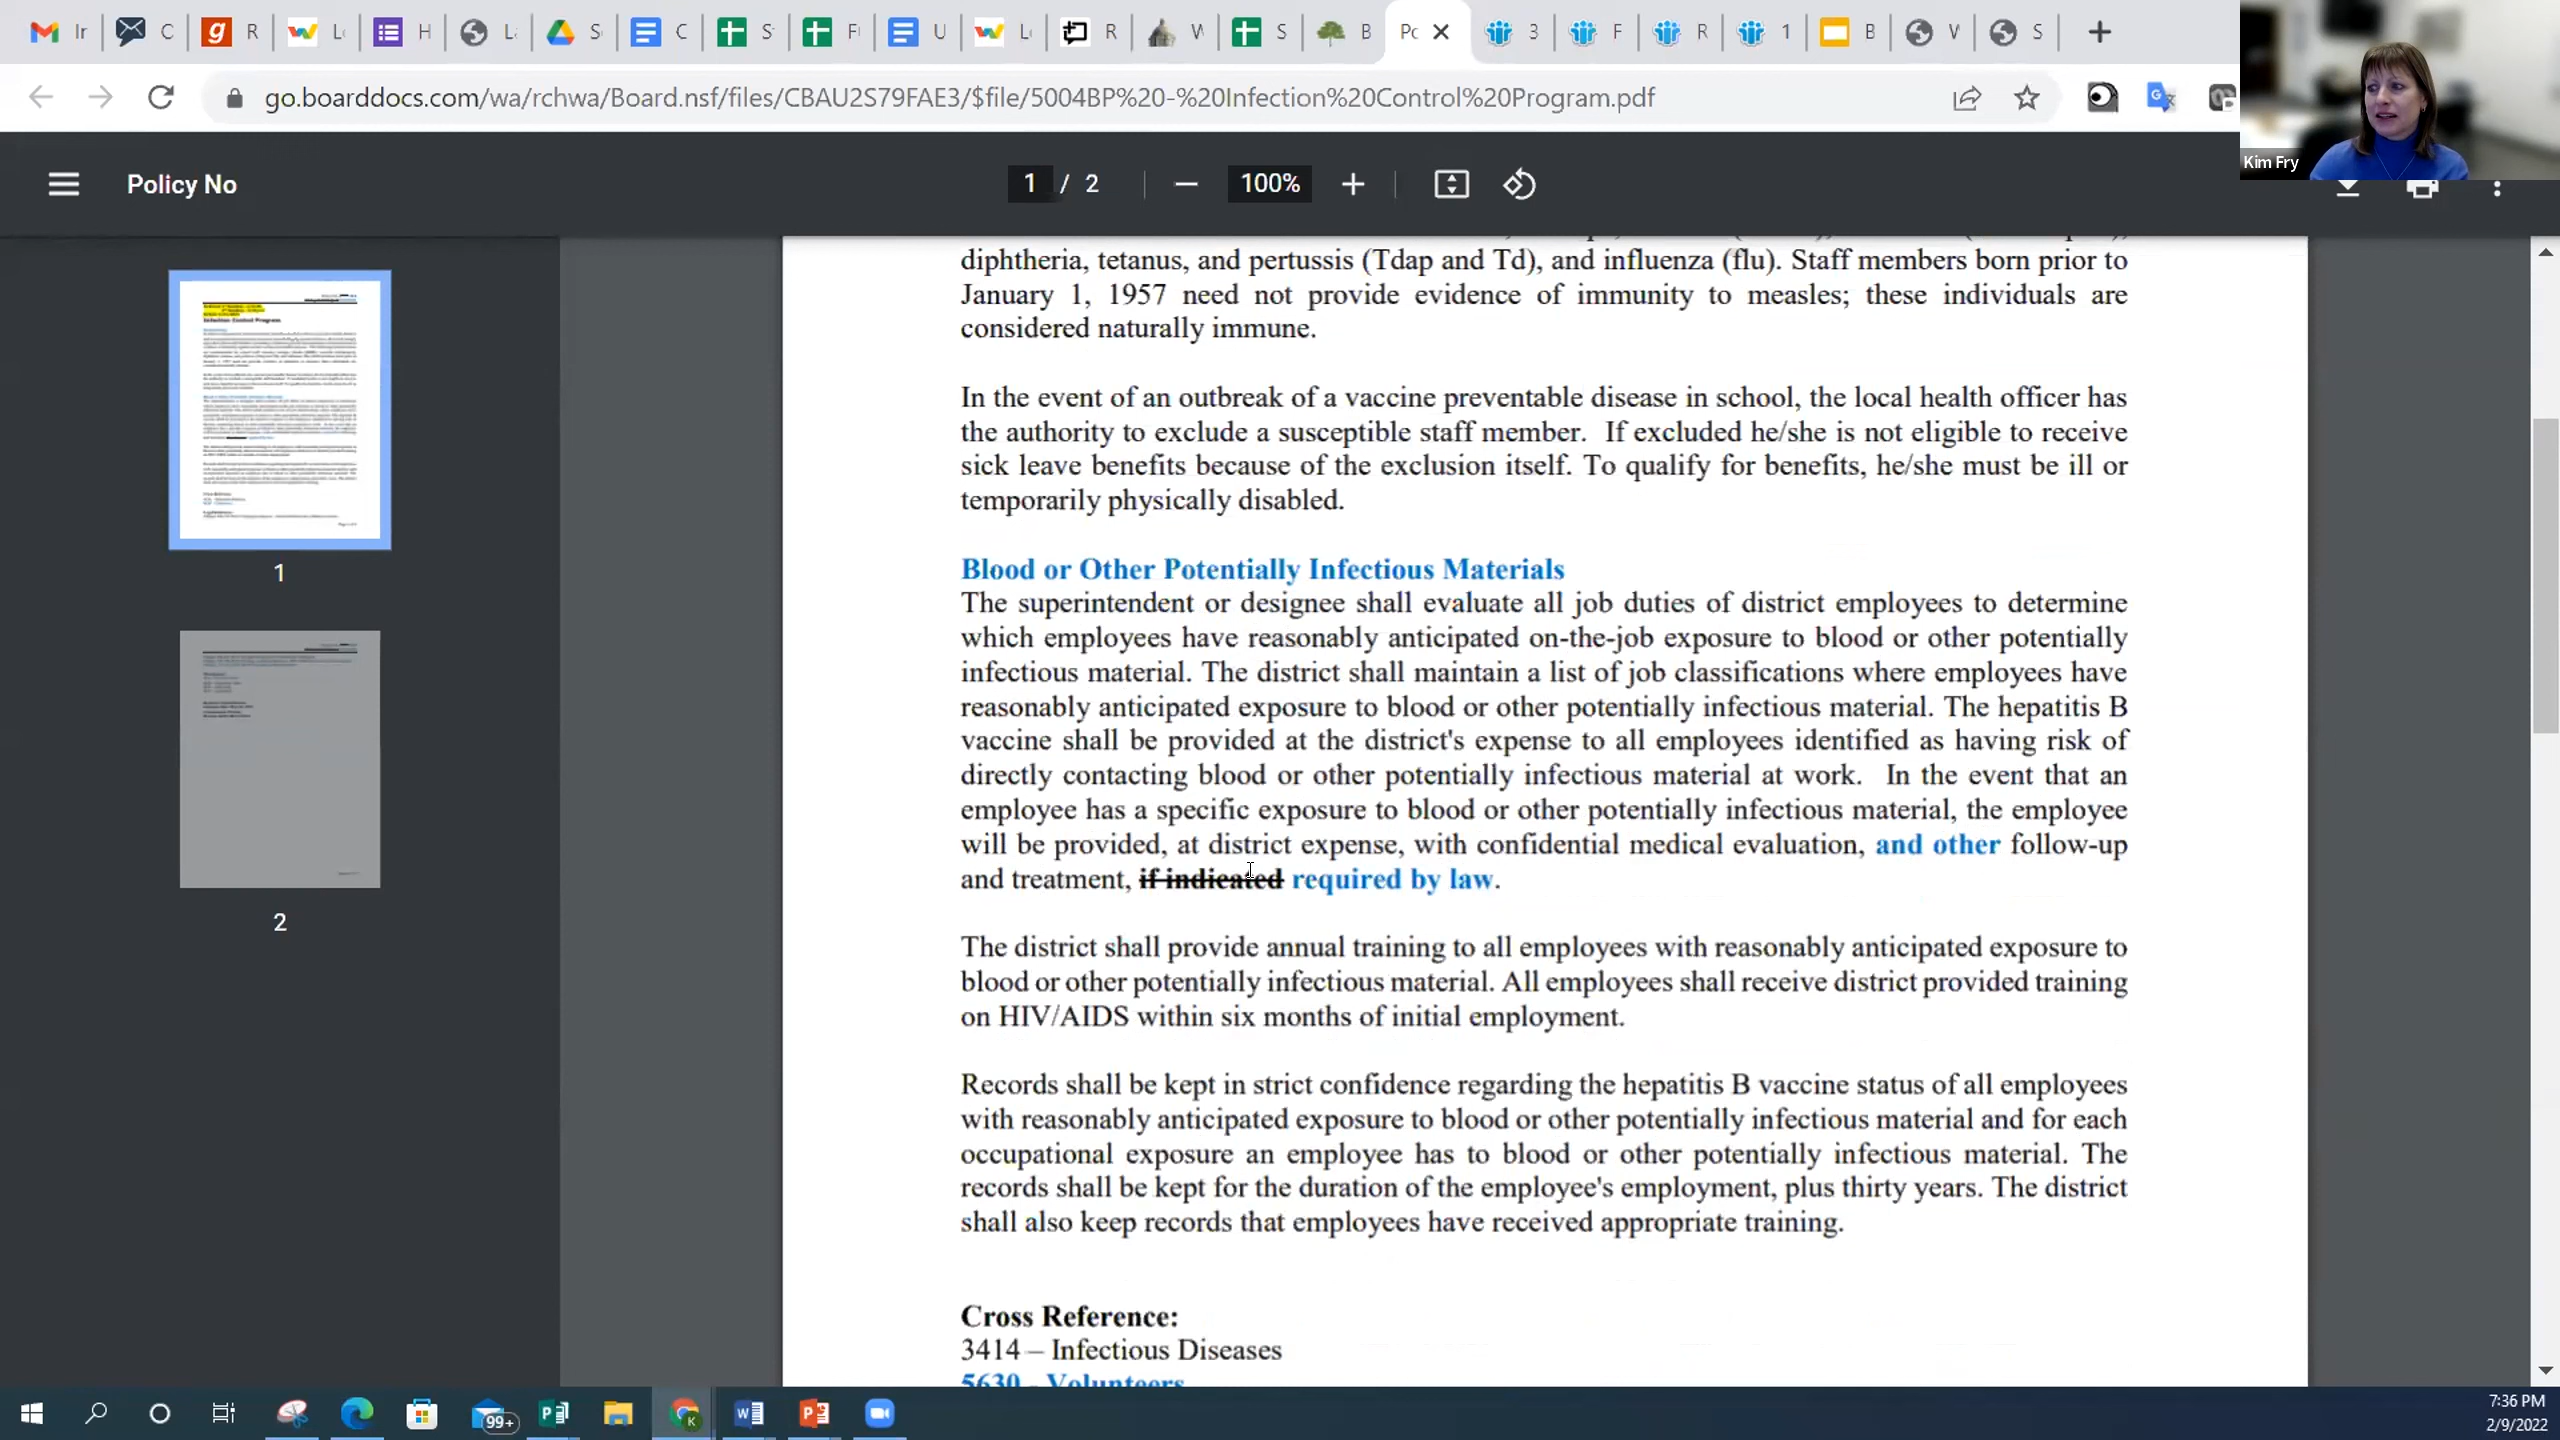 Ir
C
R
L
H
L
S
C
S
F
U
L
R
W
S
B
Pc
3
F
R
1
B
V
S
go.boarddocs.com/wa/rchwa/Board.nsf/files/CBAU2S79FAE3/$file/5004BP%20-%20Infection%20Control%20Program.pdf
Kim Fry
Policy No
1 / 2
100%
diphtheria, tetanus, and pertussis (Tdap and Td), and influenza (flu). Staff members born prior to
January 1, 1957 need not provide evidence of immunity to measles; these individuals are
considered naturally immune.
In the event of an outbreak of a vaccine preventable disease in school, the local health officer has
the authority to exclude a susceptible staff member. If excluded he/she is not eligible to receive
sick leave benefits because of the exclusion itself. To qualify for benefits, he/she must be ill or
temporarily physically disabled.
Blood or Other Potentially Infectious Materials
The superintendent or designee shall evaluate all job duties of district employees to determine
which employees have reasonably anticipated on-the-job exposure to blood or other potentially
infectious material. The district shall maintain a list of job classifications where employees have
reasonably anticipated exposure to blood or other potentially infectious material. The hepatitis B
vaccine shall be provided at the district's expense to all employees identified as having risk of
directly contacting blood or other potentially infectious material at work. In the event that an
employee has a specific exposure to blood or other potentially infectious material, the employee
will be provided, at district expense, with confidential medical evaluation, and other follow-up
and treatment, if indicated required by law.
The district shall provide annual training to all employees with reasonably anticipated exposure to
blood or other potentially infectious material. All employees shall receive district provided training
on HIV/AIDS within six months of initial employment.
Records shall be kept in strict confidence regarding the hepatitis B vaccine status of all employees
with reasonably anticipated exposure to blood or other potentially infectious material and for each
occupational exposure an employee has to blood or other potentially infectious material. The
records shall be kept for the duration of the employee's employment, plus thirty years. The district
shall also keep records that employees have received appropriate training.
Cross Reference:
3414 – Infectious Diseases
5630 - Volunteers
1
2
99+
7:36 PM
2/9/2022